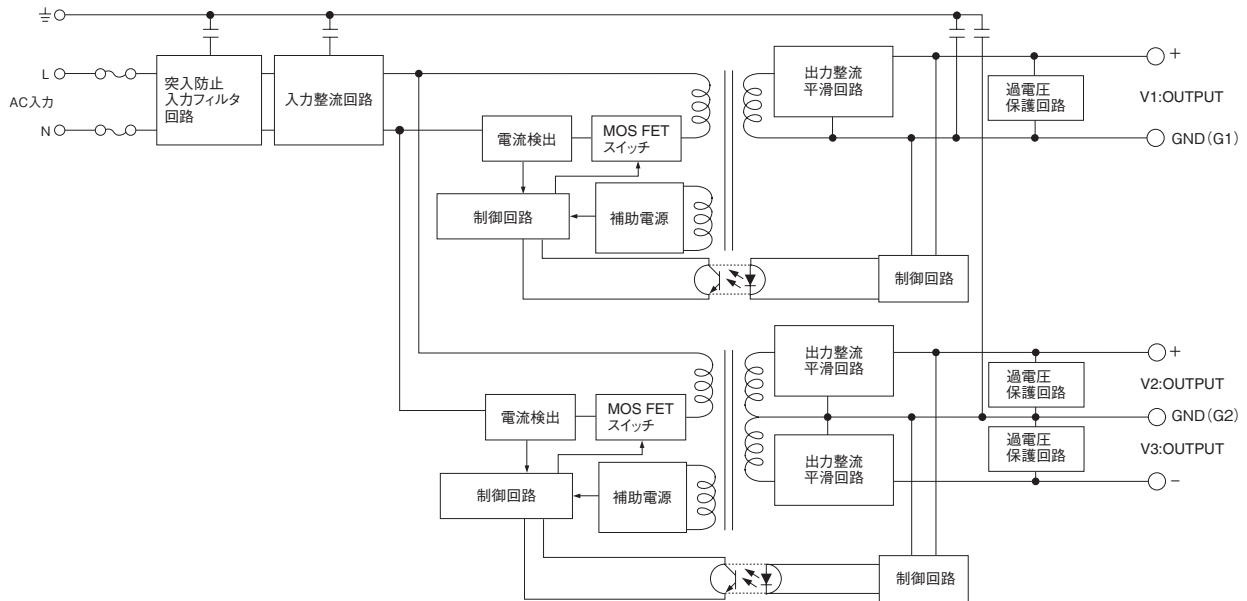 L
AC入力
N
突入防止
入力フィルタ
回路
入力整流回路
電流検出
MOS FET
スイッチ
制御回路
補助電源
出力整流
平滑回路
過電圧
保護回路
+
V1:OUTPUT
GND(G1)
制御回路
電流検出
MOS FET
スイッチ
制御回路
補助電源
出力整流
平滑回路
出力整流
平滑回路
過電圧
保護回路
過電圧
保護回路
+
V2:OUTPUT
GND(G2)
V3:OUTPUT
−
制御回路